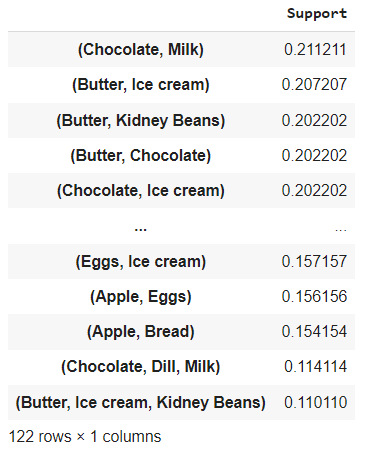 Support
(Chocolate, Milk) 0.211211
(Butter, Ice cream) 0.207207
(Butter, Kidney Beans) 0.202202
(Butter, Chocolate) 0.202202
(Chocolate, Ice cream) 0.202202
... ...
(Eggs, Ice cream) 0.157157
(Apple, Eggs) 0.156156
(Apple, Bread) 0.154154
(Chocolate, Dill, Milk) 0.114114
(Butter, Ice cream, Kidney Beans) 0.110110
122 rows × 1 columns